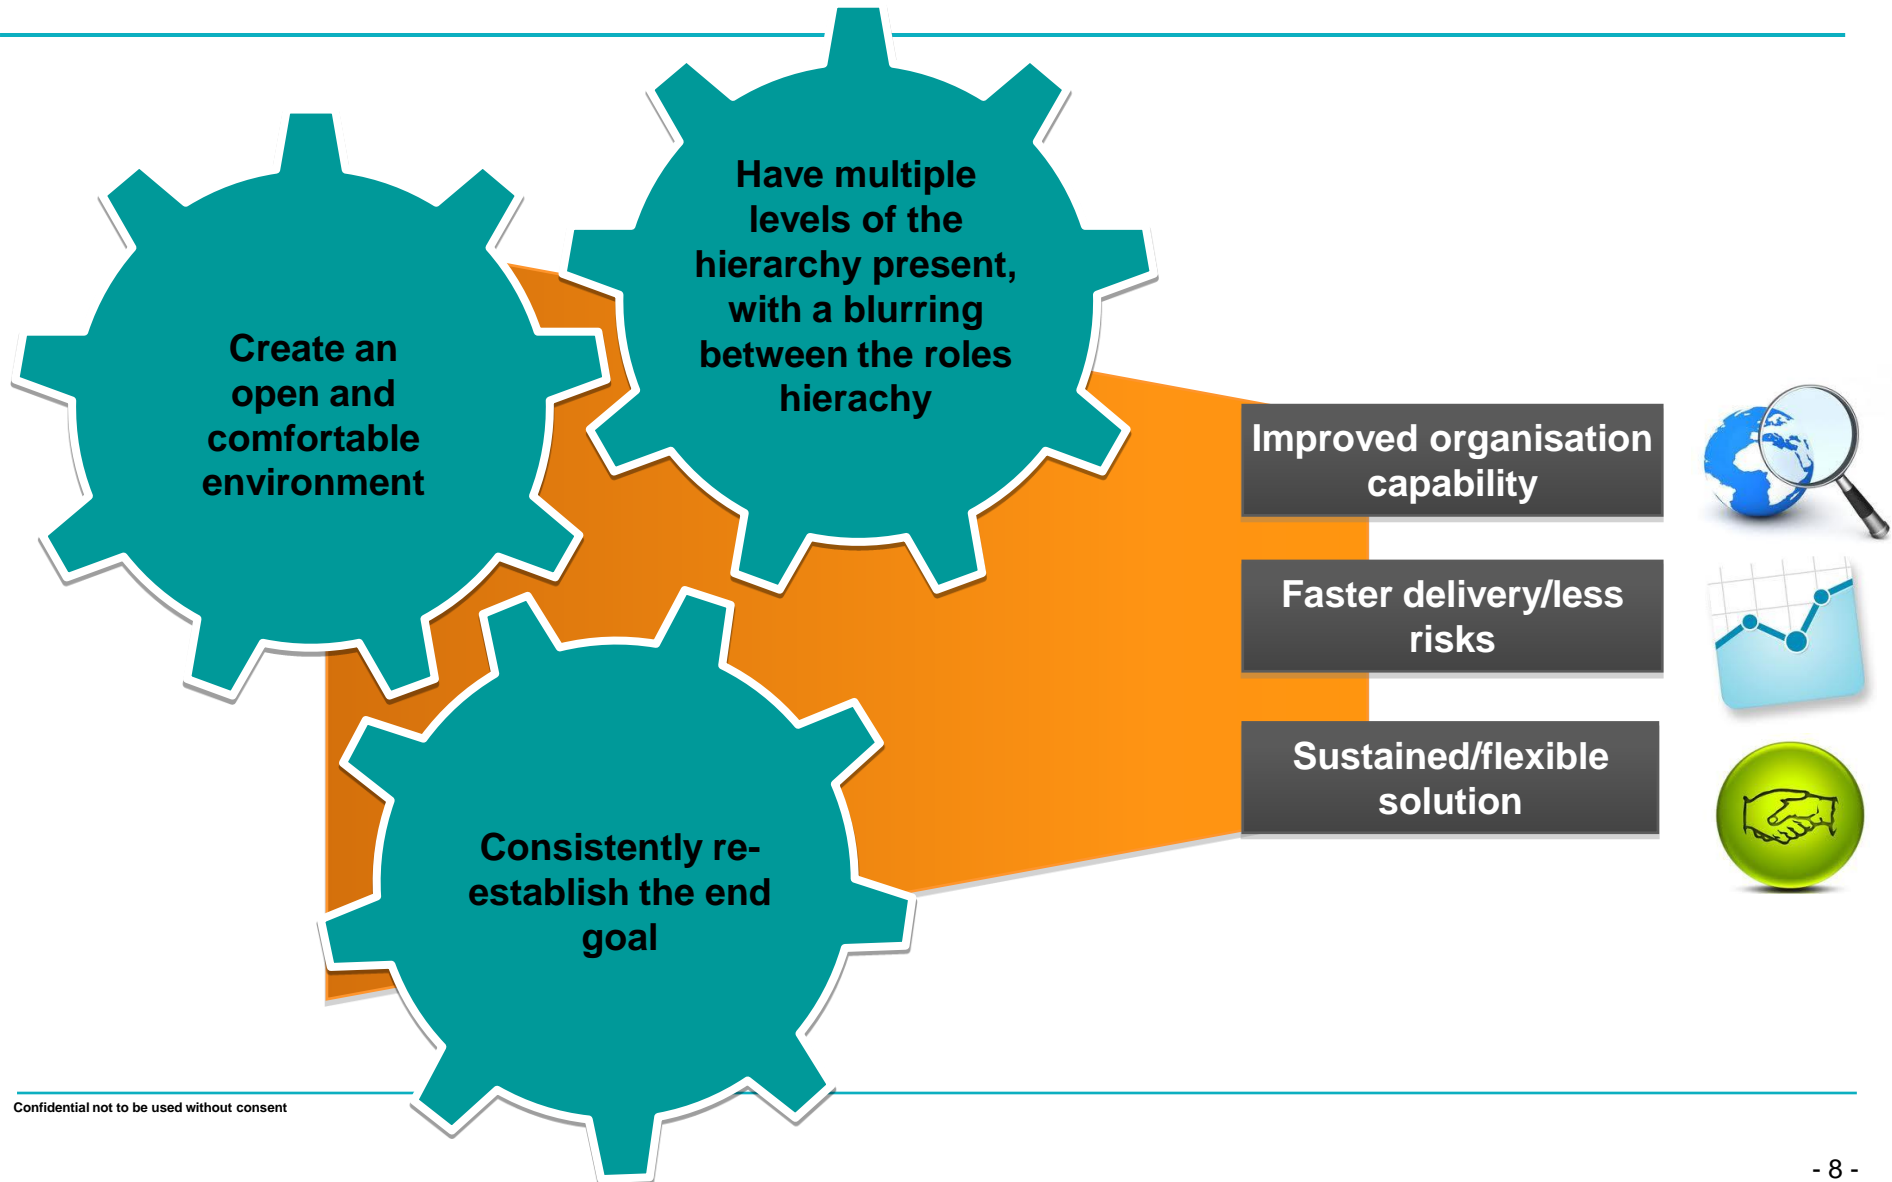 Have multiple
levels of the
hierarchy present,
with a blurring
between the roles
hierachy
Create an
open and
comfortable
environment
Consistently re-
establish the end
goal
Improved organisation
capability
Faster delivery/less
risks
Sustained/flexible
solution
Confidential not to be used without consent
- 8 -